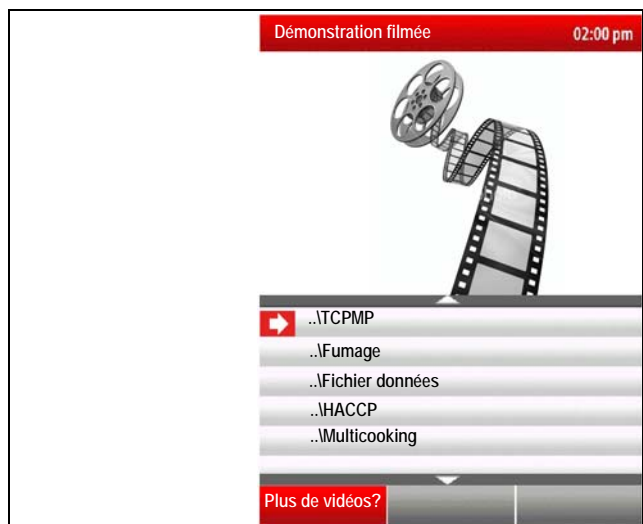 Démonstration filmée 02:00 pm
..\TCPMP
..\Fumage
..\Fichier données
..\HACCP
..\Multicooking
Plus de vidéos?